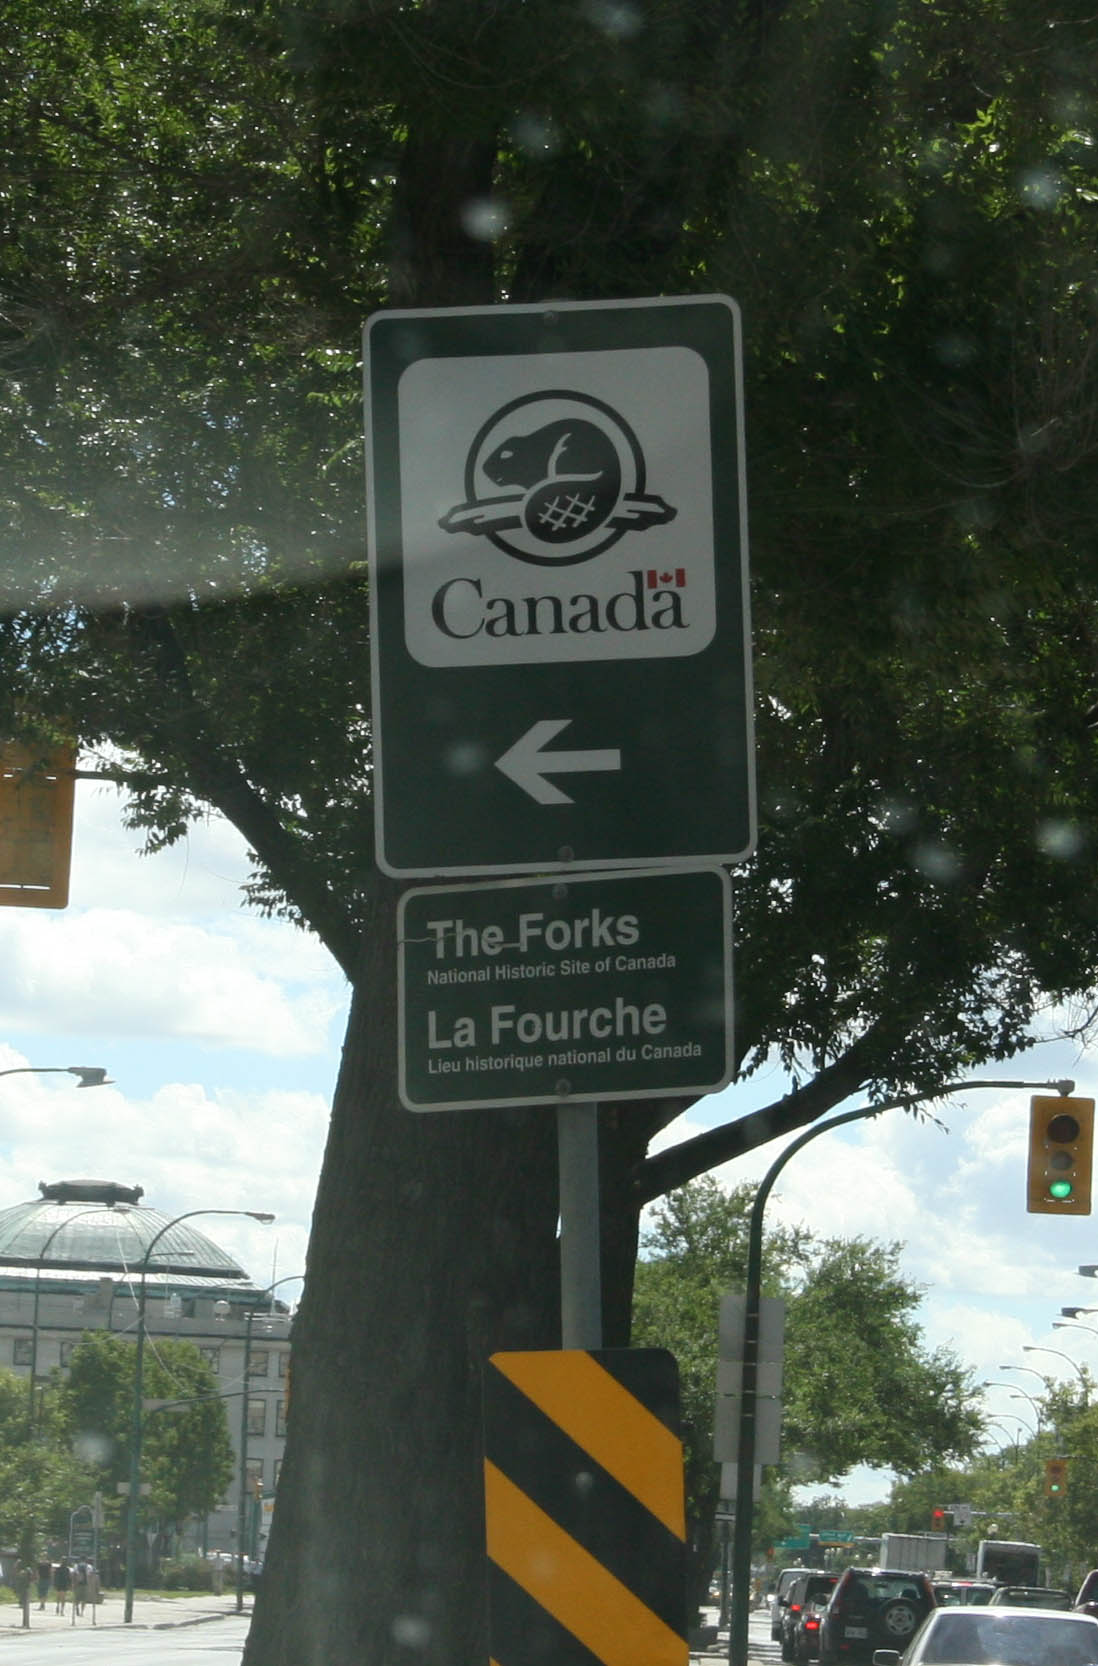 Canada
The Forks
National Historic Site of Canada
La Fourche
Lieu historique national du Canada